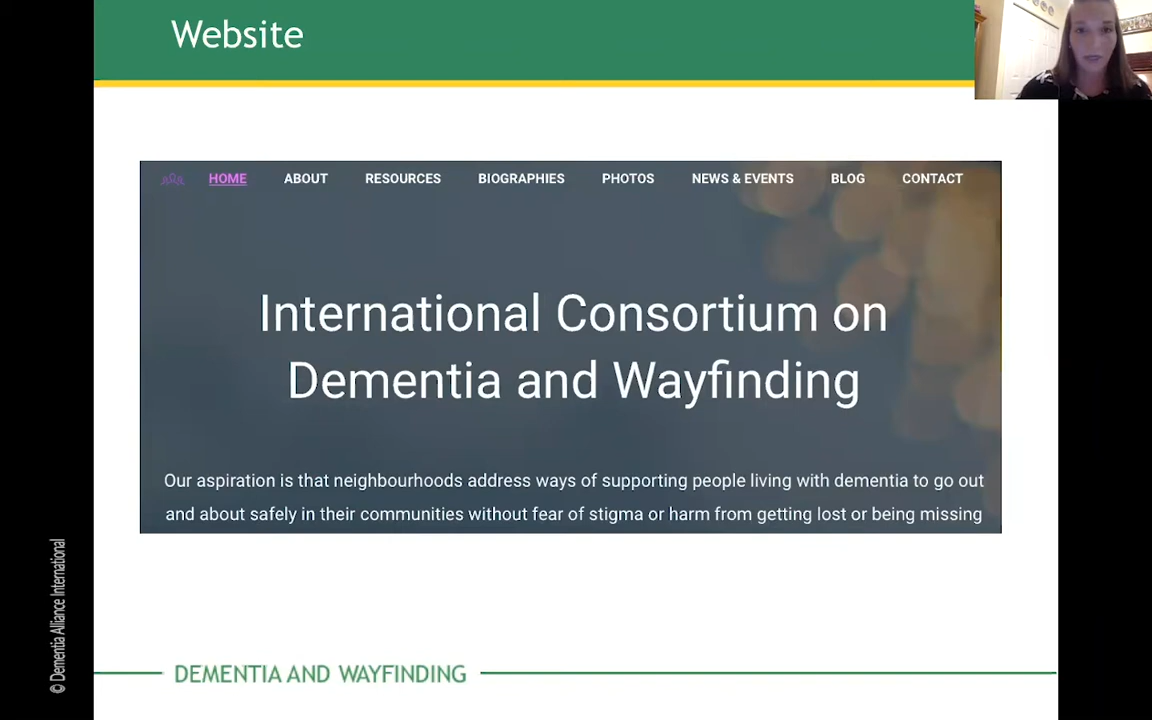 Website
HOME ABOUT RESOURCES BIOGRAPHIES PHOTOS NEWS & EVENTS BLOG CONTACT
International Consortium on
Dementia and Wayfinding
Our aspiration is that neighbourhoods address ways of supporting people living with dementia to go out
and about safely in their communities without fear of stigma or harm from getting lost or being missing
© Dementia Alliance International
DEMENTIA AND WAYFINDING